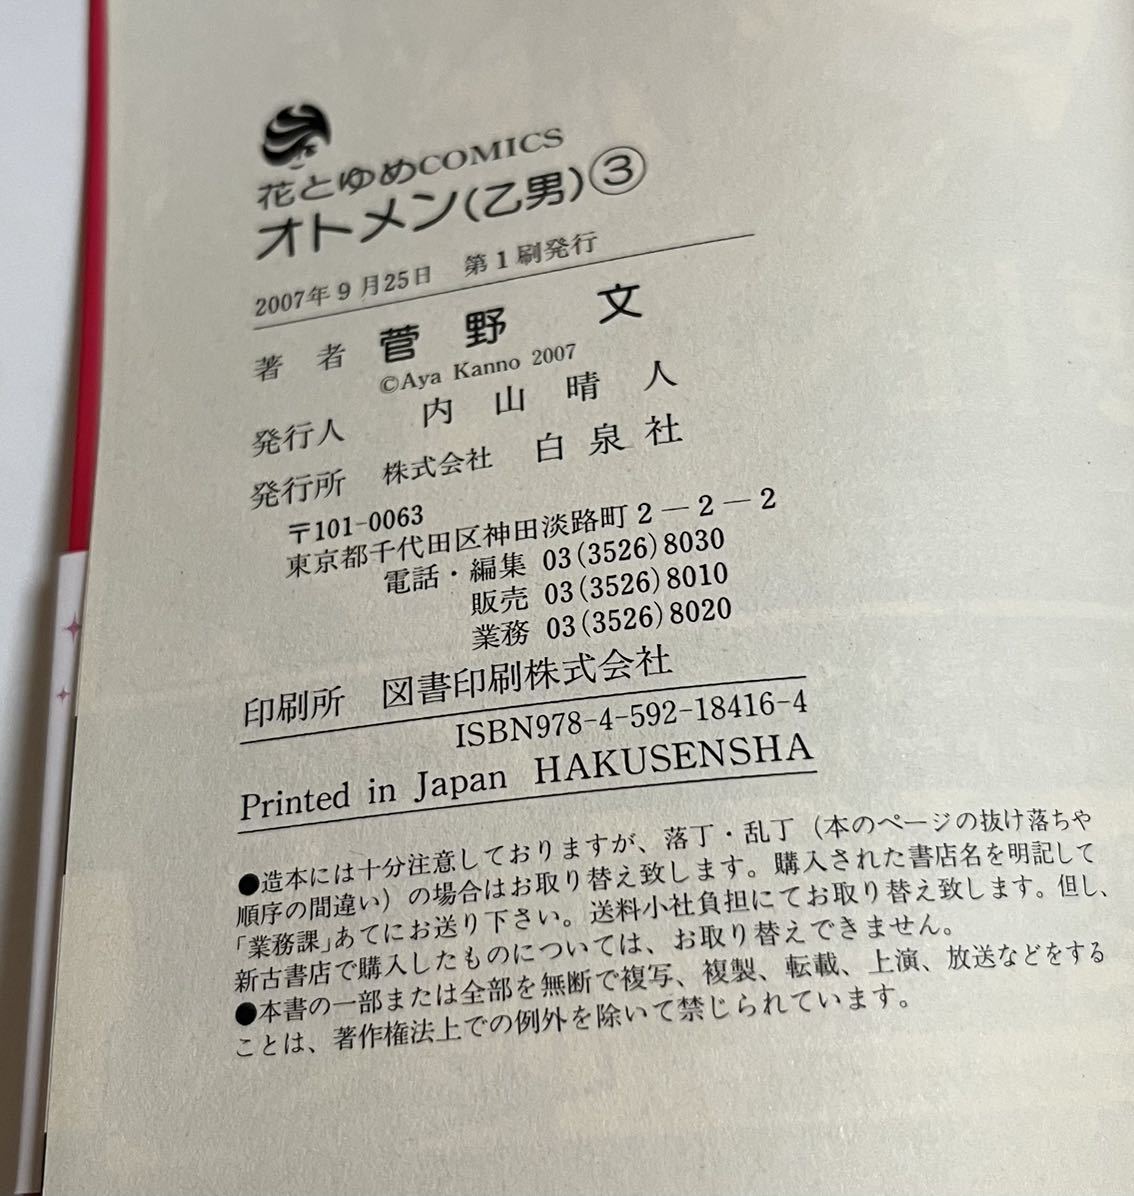 花とゆめCOMICS
オトメン(乙男)③
2007年9月25日 第1刷発行
著者 菅野 文
©Aya Kanno 2007
発行人 内山晴人
発行所 株式会社 白泉社
〒101-0063
東京都千代田区神田淡路町2－2－2
電話・編集 03(3526)8030
販売 03(3526)8010
業務 03(3526)8020
印刷所 図書印刷株式会社
ISBN978-4-592-18416-4
Printed in Japan HAKUSENSHA
●造本には十分注意しておりますが、落丁・乱丁(本のページの抜け落ちや
順序の間違い)の場合はお取り替え致します。購入された書店名を明記して
「業務課」あてにお送り下さい。送料小社負担にてお取り替え致します。但し、
新古書店で購入したものについては、お取り替えできません。
●本書の一部または全部を無断で複写、複製、転載、上演、放送などをする
ことは、著作権法上での例外を除いて禁じられています。